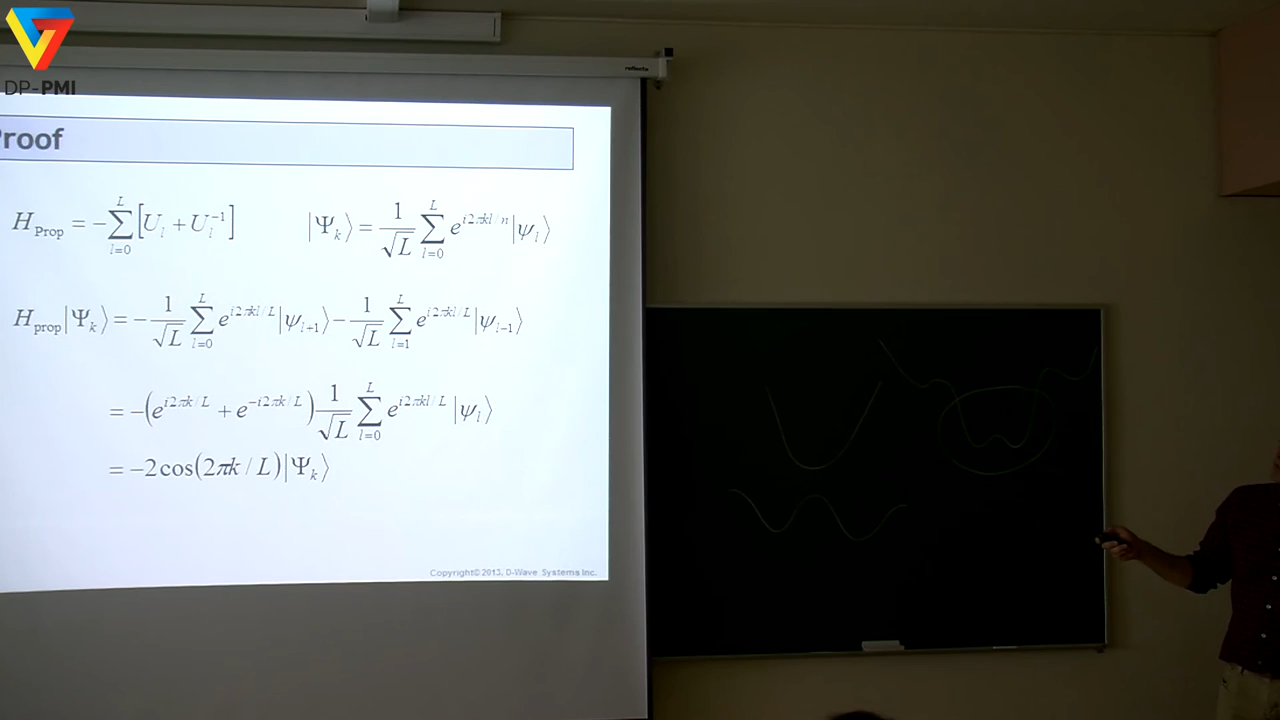 DP-PMI
reflecta
Proof
H_Prop = -∑_{l=0}^{L} [U_l + U_l^{-1}]     |Ψ_k⟩ = 1/√L ∑_{l=0}^{L} e^{i2πkl/n} |ψ_l⟩
H_prop|Ψ_k⟩ = -1/√L ∑_{l=0}^{L} e^{i2πkl/L} |ψ_{l+1}⟩ - 1/√L ∑_{l=1}^{L} e^{i2πkl/L} |ψ_{l-1}⟩
= -(e^{i2πk/L} + e^{-i2πk/L}) 1/√L ∑_{l=0}^{L} e^{i2πkl/L} |ψ_l⟩
= -2cos(2πk/L)|Ψ_k⟩
Copyright© 2013, D-Wave Systems Inc.